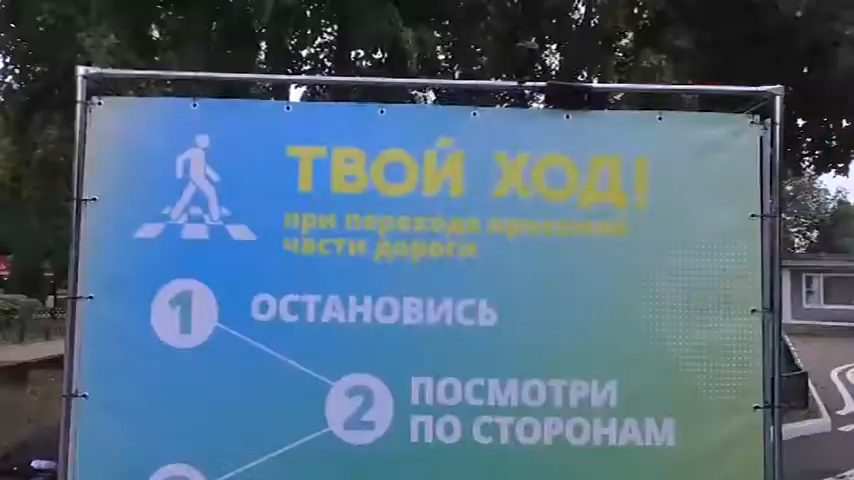 ТВОЙ ХОД!
при переходе проезжей
части дороги
1
ОСТАНОВИСЬ
2
ПОСМОТРИ
ПО СТОРОНАМ